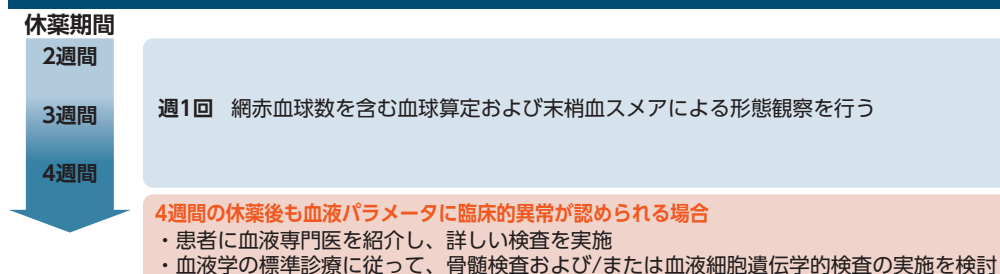 休薬期間
2週間
3週間
4週間
週1回 網赤血球数を含む血球算定および末梢血スメアによる形態観察を行う
4週間の休薬後も血液パラメータに臨床的異常が認められる場合
・患者に血液専門医を紹介し、詳しい検査を実施
・血液学の標準診療に従って、骨髄検査および/または血液細胞遺伝学的検査の実施を検討